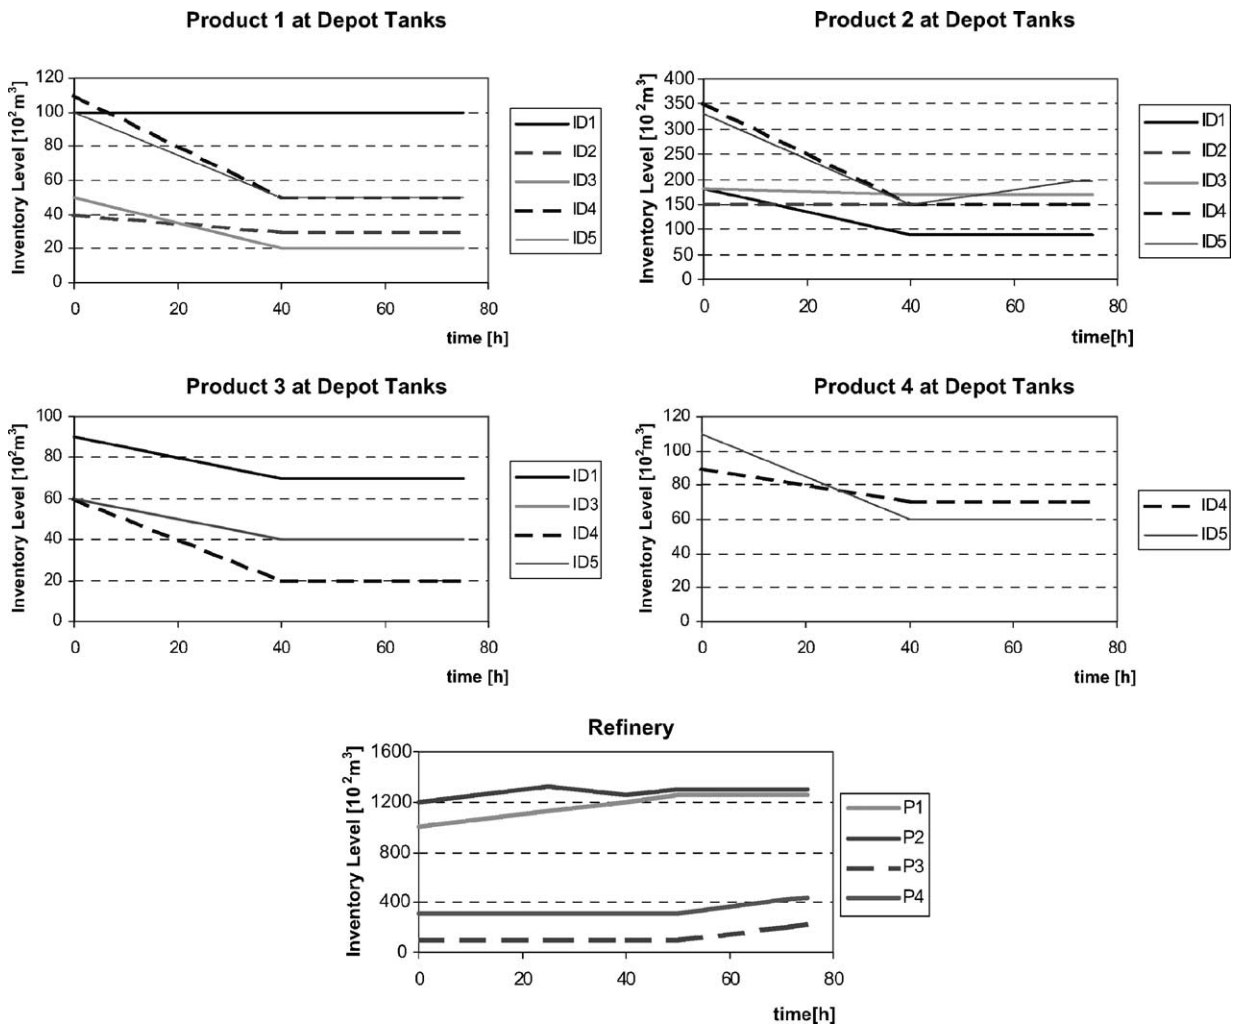 Product 1 at Depot Tanks
Inventory Level [10²m³]
120
100
80
60
40
20
0
0 20 40 60 80
time [h]
ID1
ID2
ID3
ID4
ID5
Product 2 at Depot Tanks
Inventory Level [10²m³]
400
350
300
250
200
150
100
50
0
0 20 40 60 80
time[h]
ID1
ID2
ID3
ID4
ID5
Product 3 at Depot Tanks
Inventory Level [10²m³]
100
80
60
40
20
0
0 20 40 60 80
time [h]
ID1
ID3
ID4
ID5
Product 4 at Depot Tanks
Inventory Level [10²m³]
120
100
80
60
40
20
0
0 20 40 60 80
time [h]
ID4
ID5
Refinery
Inventory Level [10²m³]
1600
1200
800
400
0
0 20 40 60 80
time[h]
P1
P2
P3
P4